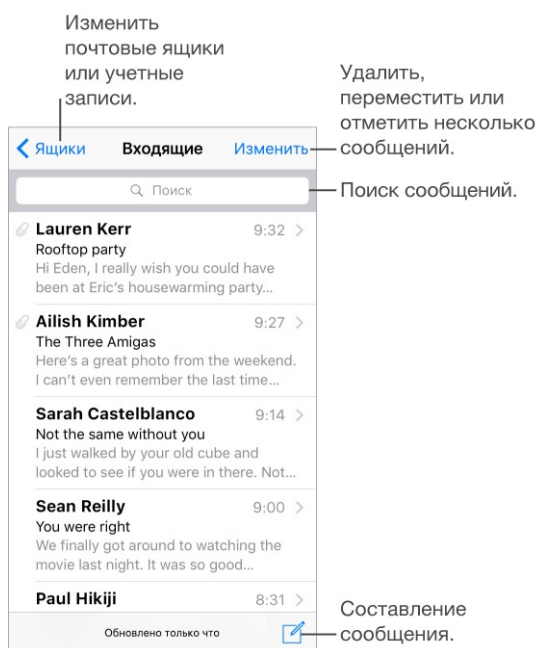 Изменить
почтовые ящики
или учетные
записи.
Удалить,
переместить или
отметить несколько
сообщений.
Ящики Входящие Изменить
Поиск
Поиск сообщений.
Lauren Kerr 9:32
Rooftop party
Hi Eden, I really wish you could have
been at Eric's housewarming party...
Ailish Kimber 9:27
The Three Amigas
Here's a great photo from the weekend.
I can't even remember the last time...
Sarah Castelblanco 9:14
Not the same without you
I just walked by your old cube and
looked to see if you were in there. Not...
Sean Reilly 9:00
You were right
We finally got around to watching the
movie last night. It was so good...
Paul Hikiji 8:31
Обновлено только что
Составление
сообщения.